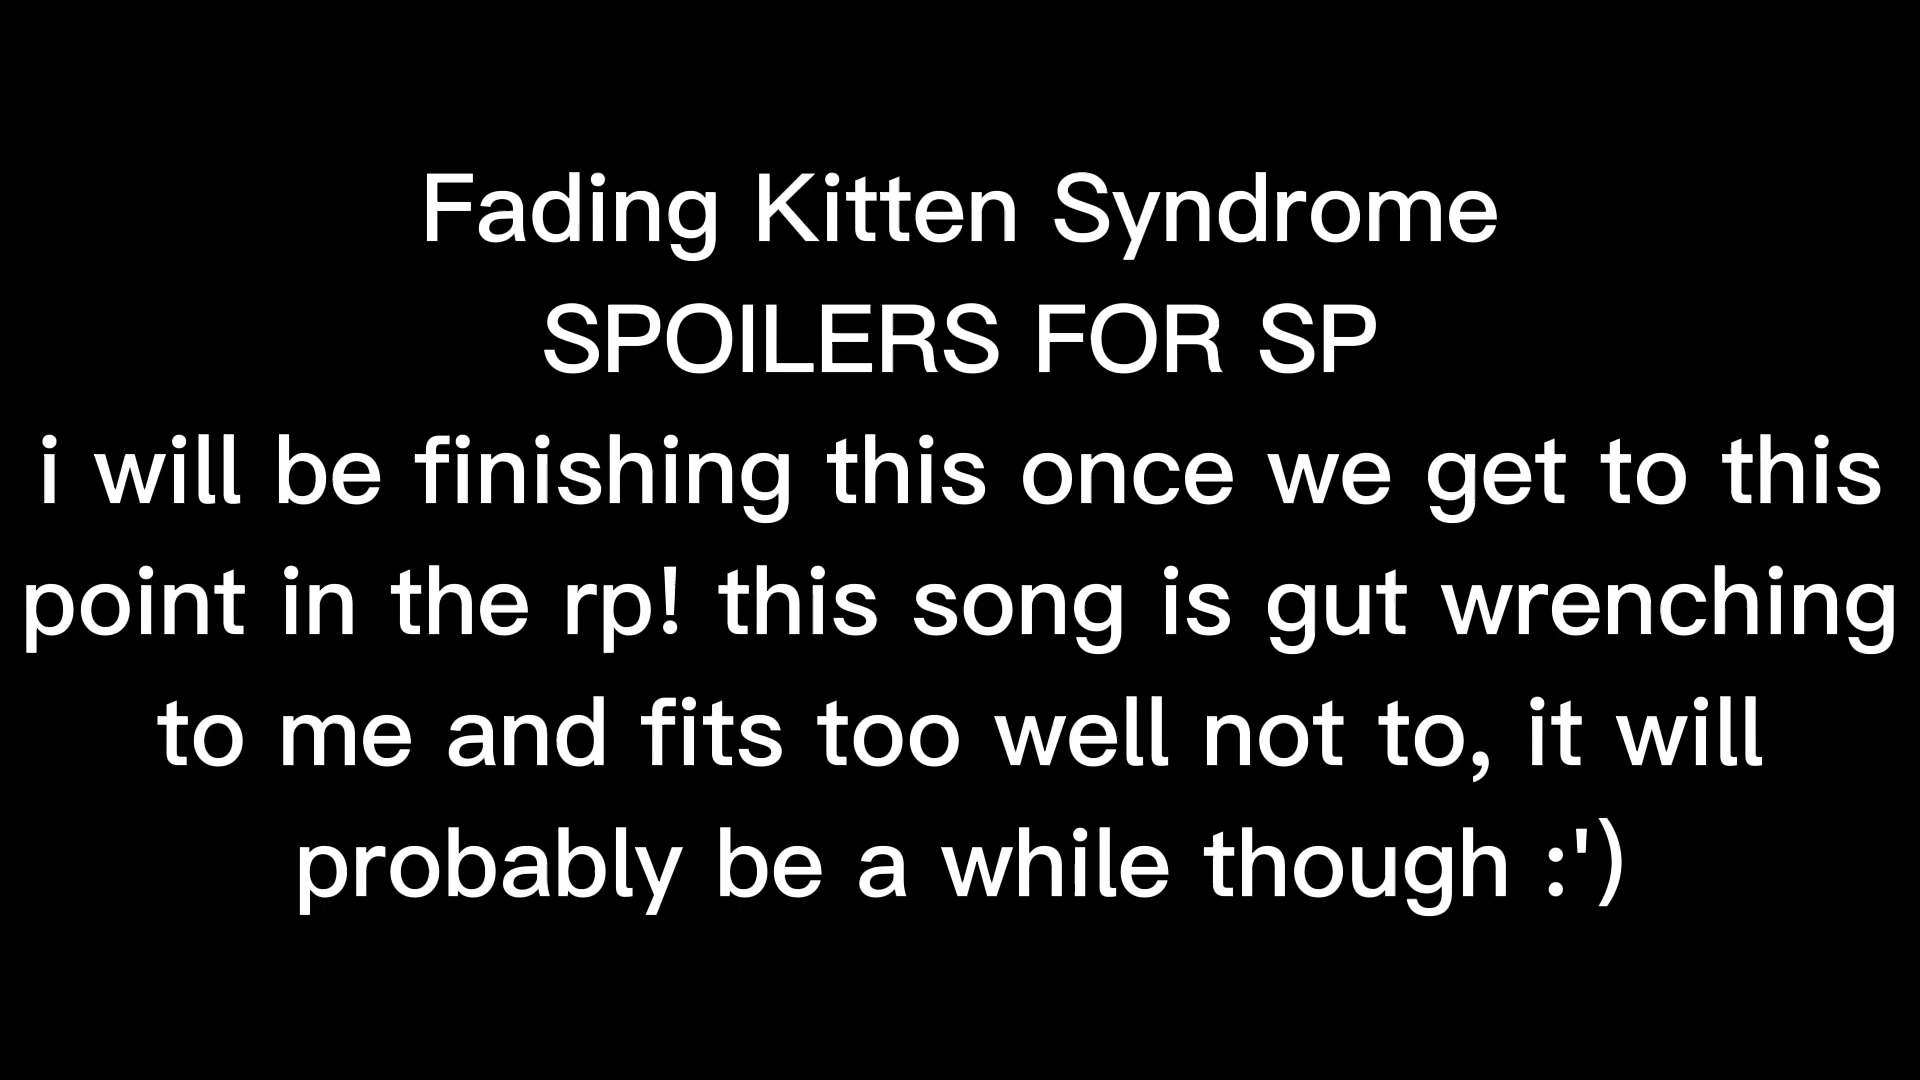 Fading Kitten Syndrome
SPOILERS FOR SP
i will be finishing this once we get to this
point in the rp! this song is gut wrenching
to me and fits too well not to, it will
probably be a while though :')